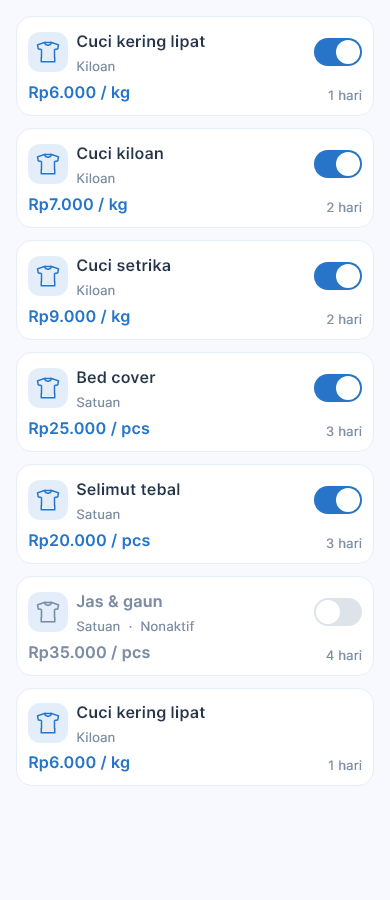 Cuci kering lipat
Kiloan
Rp6.000 / kg
1 hari
Cuci kiloan
Kiloan
Rp7.000 / kg
2 hari
Cuci setrika
Kiloan
Rp9.000 / kg
2 hari
Bed cover
Satuan
Rp25.000 / pcs
3 hari
Selimut tebal
Satuan
Rp20.000 / pcs
3 hari
Jas & gaun
Satuan · Nonaktif
Rp35.000 / pcs
4 hari
Cuci kering lipat
Kiloan
Rp6.000 / kg
1 hari